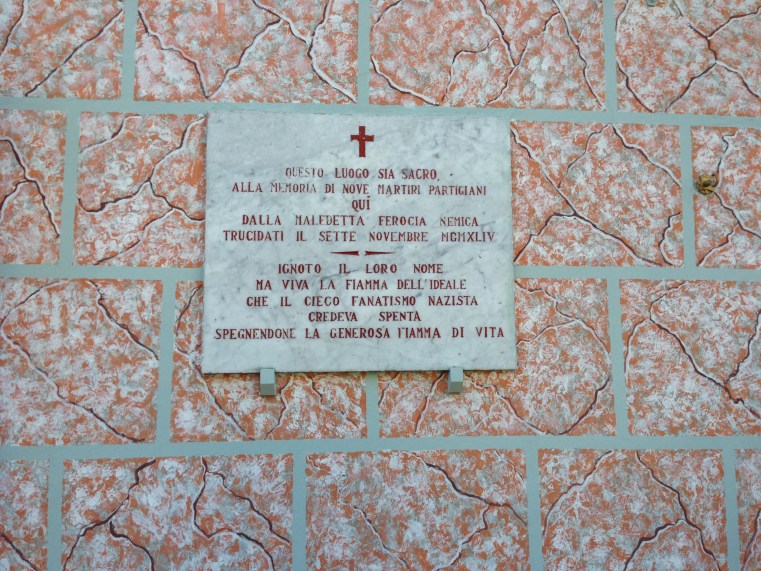 QUESTO LUOGO SIA SACRO,
ALLA MEMORIA DI NOVE MARTIRI PARTIGIANI
QUÌ
DALLA MALEDETTA FEROCIA NEMICA
TRUCIDATI IL SETTE NOVEMBRE MCMXLIV
IGNOTO IL LORO NOME
MA VIVA LA FIAMMA DELL'IDEALE
CHE IL CIECO FANATISMO NAZISTA
CREDEVA SPENTA
SPEGNENDONE LA GENEROSA FIAMMA DI VITA